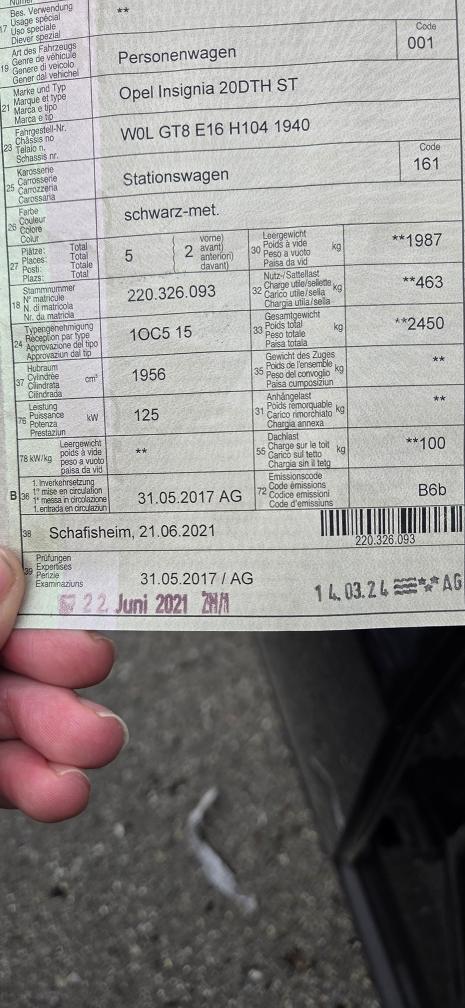 **
17 Bes. Verwendung
Usage spécial
Uso speciale
Diever spezial
19 Art des Fahrzeugs
Genre de véhicule
Genere di veicolo
Gener dal vehichel
Personenwagen
Code
001
21 Marke und Typ
Marque et type
Marca e tipo
Marca e tip
Opel Insignia 20DTH ST
23 Fahrgestell-Nr.
Châssis no
Telaio n.
Schassis nr.
W0L GT8 E16 H104 1940
25 Karosserie
Carrosserie
Carrozzeria
Carossaria
Stationswagen
Code
161
26 Farbe
Couleur
Colore
Colur
schwarz-met.
27 Plätze: Total
Places: Total
Posti: Totale
Plazs: Total
5
2 vorne)
avant)
anteriori)
davant)
30 Leergewicht
Poids à vide
Peso a vuoto
Paisa da vid
kg
**1987
18 Stammnummer
N° matricule
N. di matricola
Nr. da matricla
220.326.093
32 Nutz-/Sattellast
Charge utile/sellette
Carico utile/sella
Chargia utila/sella
kg
**463
24 Typengenehmigung
Réception par type
Approvazione del tipo
Approvaziun dal tip
1OC5 15
33 Gesamtgewicht
Poids total
Peso totale
Paisa totala
kg
**2450
37 Hubraum
Cylindrée
Cilindrata
Cilindrada
cm³
1956
35 Gewicht des Zuges
Poids de l'ensemble
Peso del convoglio
Paisa cumposiziun
kg
**
76 Leistung
Puissance
Potenza
Prestaziun
kW
125
31 Anhängelast
Poids remorquable
Carico rimorchiato
Chargia annexa
kg
**
78 kW/kg
Leergewicht
poids à vide
peso a vuoto
paisa da vid
**
55 Dachlast
Charge sur le toit
Carico sul tetto
Chargia sin il tetg
kg
**100
B 36 1. Inverkehrsetzung
1re mise en circulation
1a messa in circolazione
1. entrada en circulaziun
31.05.2017 AG
72 Emissionscode
Code émissions
Codice emissioni
Code d'emissiuns
B6b
38 Schafisheim, 21.06.2021
220.326.093
39 Prüfungen
Expertises
Perizie
Examinaziuns
31.05.2017 / AG
22. Juni 2021
14.03.24 AG